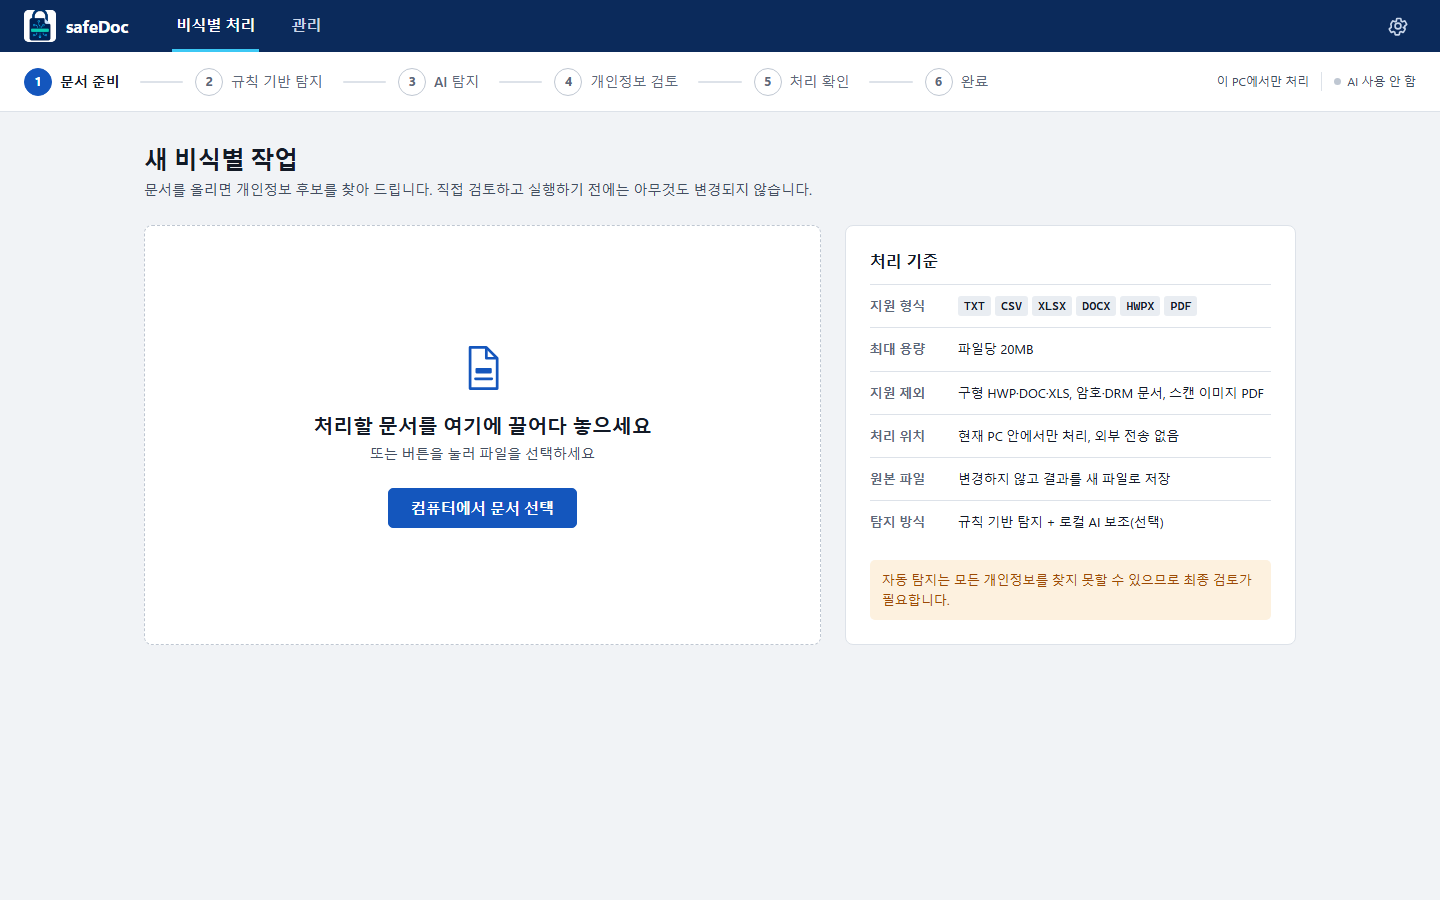 safeDoc
비식별 처리
관리
1 문서 준비
2 규칙 기반 탐지
3 AI 탐지
4 개인정보 검토
5 처리 확인
6 완료
이 PC에서만 처리
AI 사용 안 함
새 비식별 작업
문서를 올리면 개인정보 후보를 찾아 드립니다. 직접 검토하고 실행하기 전에는 아무것도 변경되지 않습니다.
처리할 문서를 여기에 끌어다 놓으세요
또는 버튼을 눌러 파일을 선택하세요
컴퓨터에서 문서 선택
처리 기준
지원 형식 TXT CSV XLSX DOCX HWPX PDF
최대 용량 파일당 20MB
지원 제외 구형 HWP·DOC·XLS, 암호·DRM 문서, 스캔 이미지 PDF
처리 위치 현재 PC 안에서만 처리, 외부 전송 없음
원본 파일 변경하지 않고 결과를 새 파일로 저장
탐지 방식 규칙 기반 탐지 + 로컬 AI 보조(선택)
자동 탐지는 모든 개인정보를 찾지 못할 수 있으므로 최종 검토가
필요합니다.